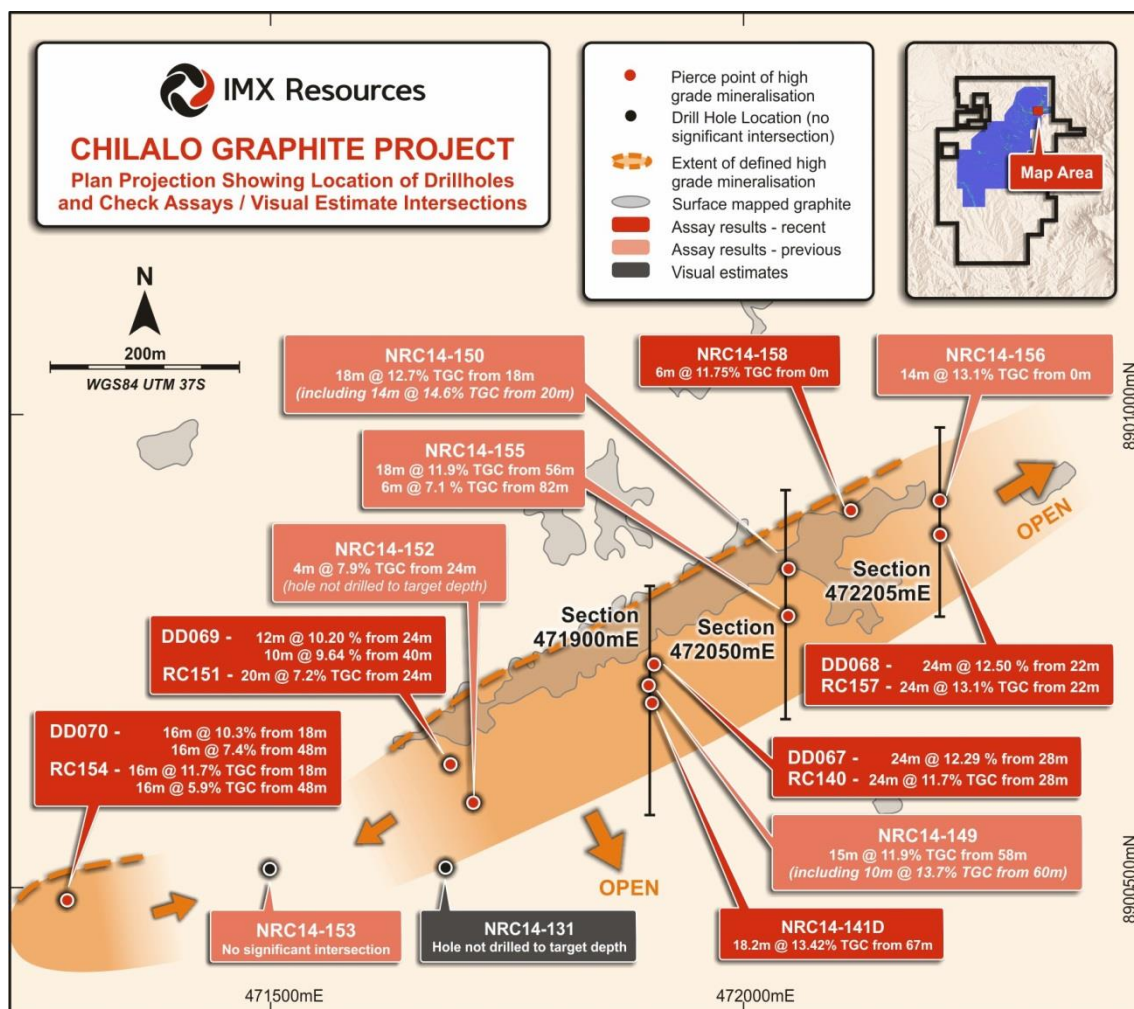 IMX Resources
CHILALO GRAPHITE PROJECT
Plan Projection Showing Location of Drillholes
and Check Assays / Visual Estimate Intersections
Pierce point of high
grade mineralisation
Drill Hole Location (no
significant intersection)
Extent of defined high
grade mineralisation
Surface mapped graphite
Assay results - recent
Assay results - previous
Visual estimates
Map Area
N
200m
WGS84 UTM 37S
NRC14-150
18m @ 12.7% TGC from 18m
(including 14m @ 14.6% TGC from 20m)
NRC14-158
6m @ 11.75% TGC from 0m
NRC14-156
14m @ 13.1% TGC from 0m
8901000mN
NRC14-155
18m @ 11.9% TGC from 56m
6m @ 7.1 % TGC from 82m
OPEN
NRC14-152
4m @ 7.9% TGC from 24m
(hole not drilled to target depth)
Section
472205mE
Section
471900mE
Section
472050mE
DD069 - 12m @ 10.20 % from 24m
10m @ 9.64 % from 40m
RC151 - 20m @ 7.2% TGC from 24m
DD068 - 24m @ 12.50 % from 22m
RC157 - 24m @ 13.1% TGC from 22m
DD070 - 16m @ 10.3% from 18m
16m @ 7.4% from 48m
RC154 - 16m @ 11.7% TGC from 18m
16m @ 5.9% TGC from 48m
DD067 - 24m @ 12.29 % from 28m
RC140 - 24m @ 11.7% TGC from 28m
NRC14-149
15m @ 11.9% TGC from 58m
(including 10m @ 13.7% TGC from 60m)
OPEN
8900500mN
NRC14-153
No significant intersection
NRC14-131
Hole not drilled to target depth
NRC14-141D
18.2m @ 13.42% TGC from 67m
471500mE
472000mE